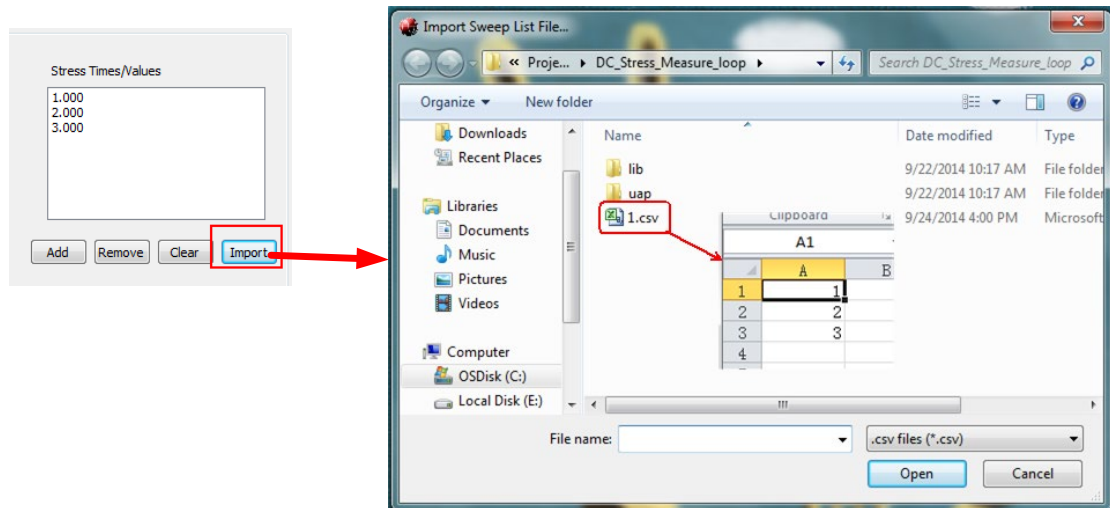 Stress Times/Values
1.000
2.000
3.000
Add Remove Clear Import
Import Sweep List File...
« Proje... DC_Stress_Measure_loop Search DC_Stress_Measure_loop
Organize New folder
Downloads
Recent Places
Libraries
Documents
Music
Pictures
Videos
Computer
OSDisk (C:)
Local Disk (E:)
Name Date modified Type
lib 9/22/2014 10:17 AM File folder
uap 9/22/2014 10:17 AM File folder
1.csv 9/24/2014 4:00 PM Microsoft
Clipboard
A1
A B
1 1
2 2
3 3
4
File name: .csv files (*.csv)
Open Cancel